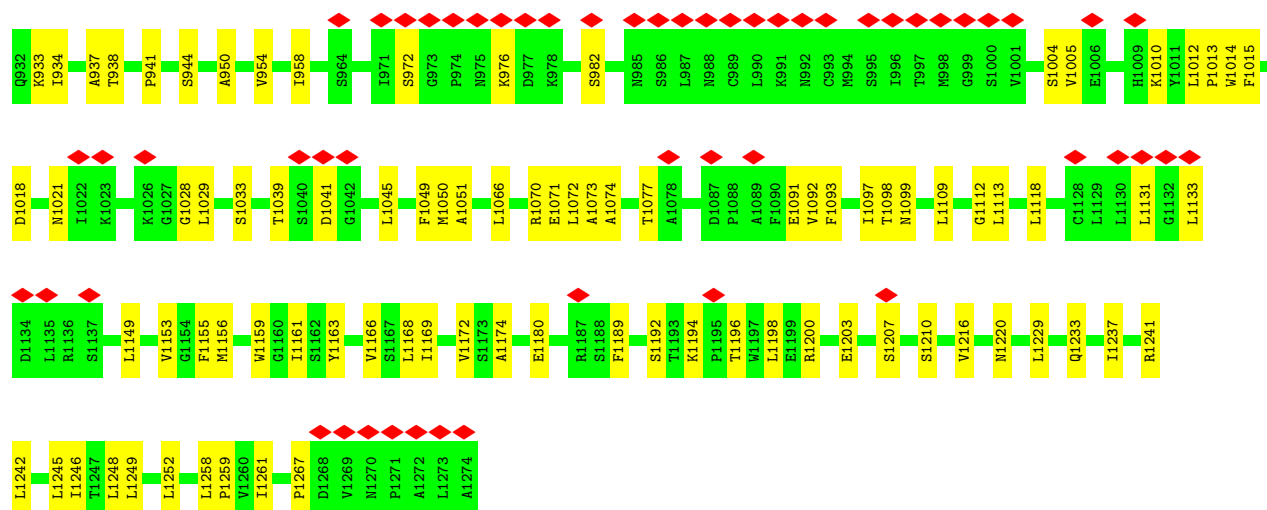 Q932 K933 I934 A937 T938 P941 S944 A950 V954 I958 S964 I971 S972 G973 P974 N975 K976 D977 K978 S982 N985 S986 L987 N988 C989 L990 K991 N992 C993 M994 S995 I996 T997 M998 G999 S1000 V1001 S1004 V1005 E1006 H1009 K1010 Y1011 L1012 P1013 W1014 F1015
D1018 N1021 I1022 K1023 K1026 G1027 G1028 L1029 S1033 T1039 S1040 D1041 G1042 L1045 F1049 M1050 A1051 L1066 R1070 E1071 L1072 A1073 A1074 T1077 A1078 D1087 P1088 A1089 F1090 E1091 V1092 F1093 I1097 T1098 N1099 L1109 G1112 L1113 L1118 C1128 L1129 L1130 L1131 G1132 L1133
D1134 L1135 R1136 S1137 L1149 V1153 G1154 F1155 M1156 W1159 G1160 I1161 S1162 Y1163 V1166 S1167 L1168 I1169 V1172 S1173 A1174 E1180 R1187 S1188 F1189 S1192 T1193 K1194 P1195 T1196 W1197 L1198 E1199 R1200 E1203 S1207 S1210 V1216 N1220 L1229 Q1233 I1237 R1241
L1242 L1245 I1246 T1247 L1248 L1249 L1252 L1258 P1259 V1260 I1261 P1267 D1268 V1269 N1270 P1271 A1272 L1273 A1274